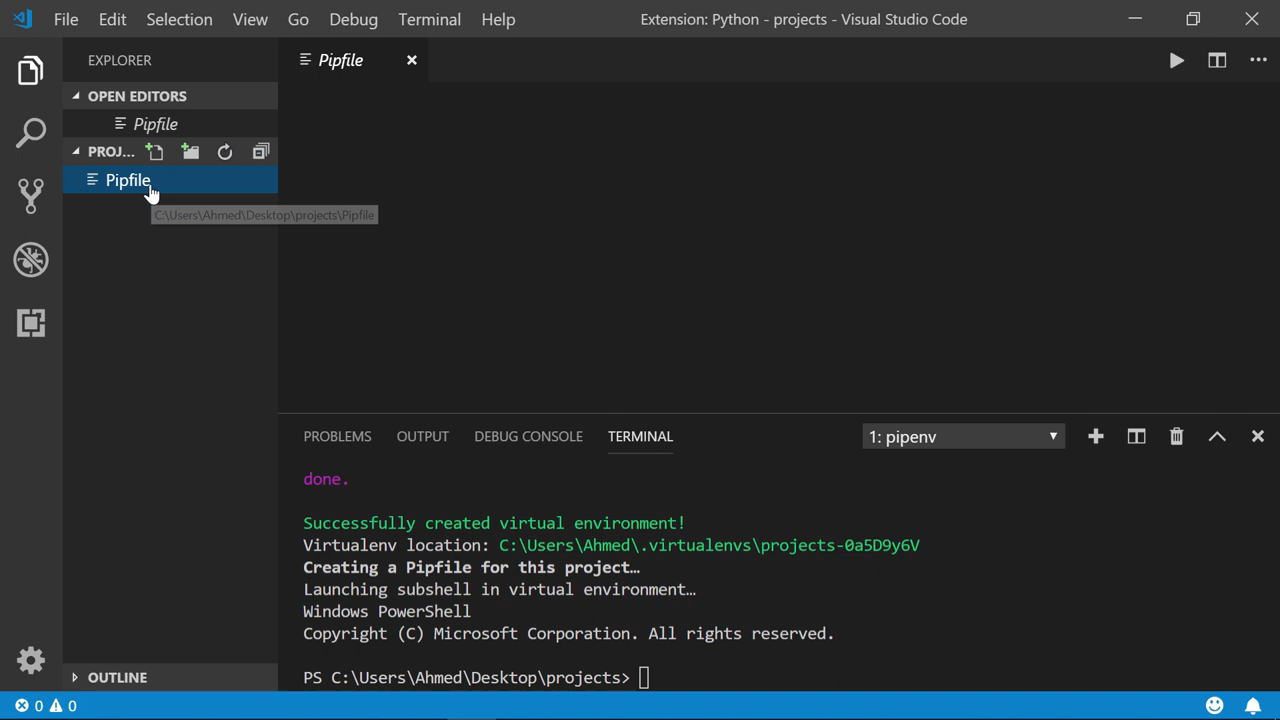 File Edit Selection View Go Debug Terminal Help Extension: Python - projects - Visual Studio Code
EXPLORER
Pipfile
OPEN EDITORS
Pipfile
PROJ...
Pipfile
C:\Users\Ahmed\Desktop\projects\Pipfile
PROBLEMS OUTPUT DEBUG CONSOLE TERMINAL 1: pipenv
done.
Successfully created virtual environment!
Virtualenv location: C:\Users\Ahmed\.virtualenvs\projects-0a5D9y6V
Creating a Pipfile for this project…
Launching subshell in virtual environment…
Windows PowerShell
Copyright (C) Microsoft Corporation. All rights reserved.
PS C:\Users\Ahmed\Desktop\projects>
OUTLINE
0 0